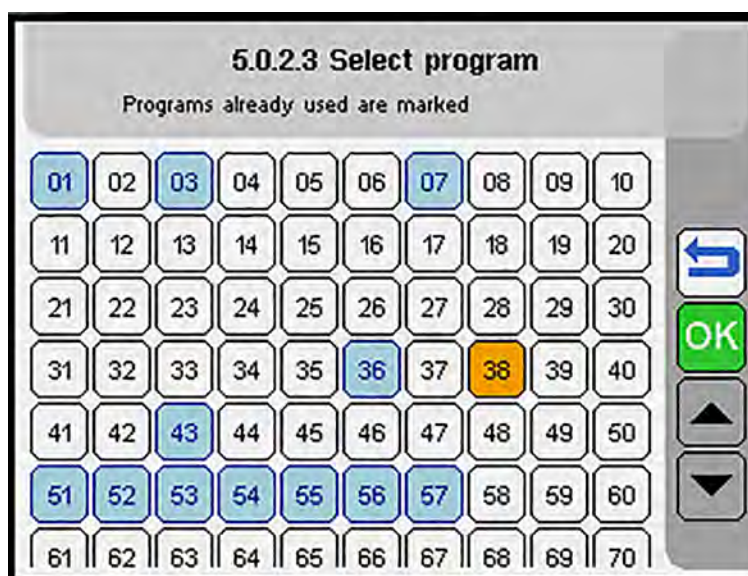 5.0.2.3 Select program
Programs already used are marked
01 02 03 04 05 06 07 08 09 10
11 12 13 14 15 16 17 18 19 20
21 22 23 24 25 26 27 28 29 30
31 32 33 34 35 36 37 38 39 40
OK
41 42 43 44 45 46 47 48 49 50
51 52 53 54 55 56 57 58 59 60
61 62 63 64 65 66 67 68 69 70